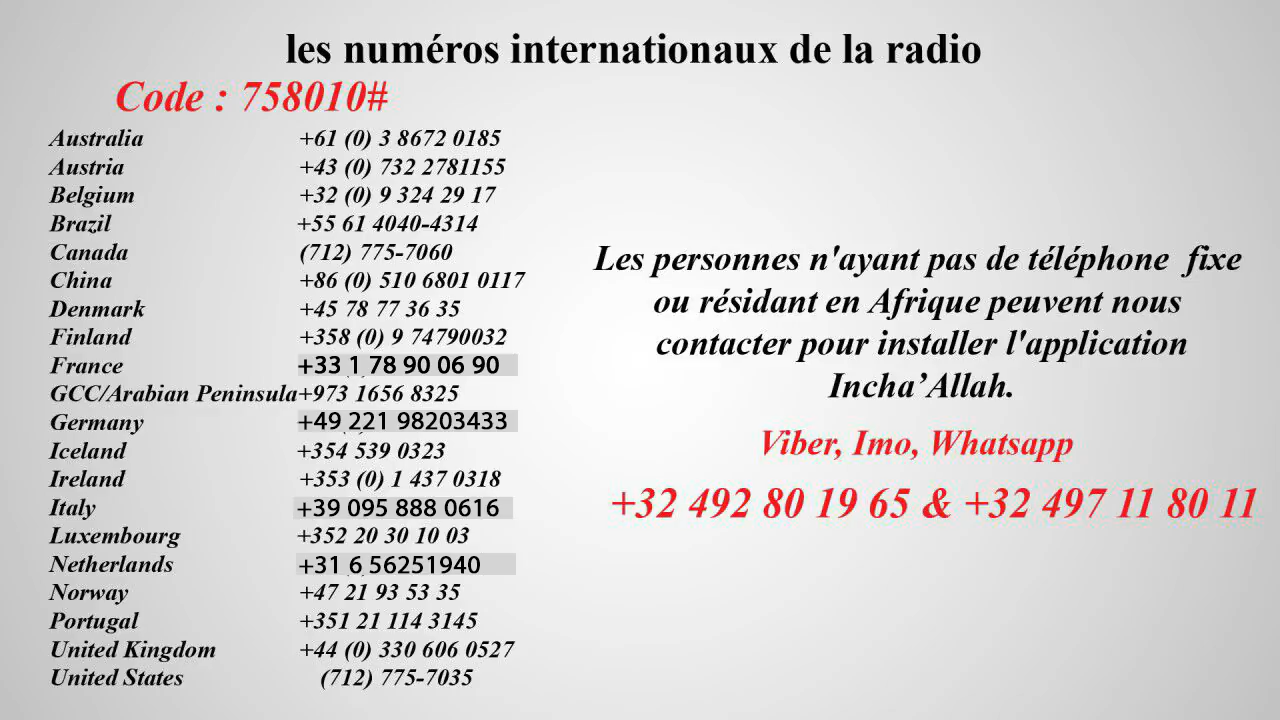 les numéros internationaux de la radio
Code : 758010#
Australia +61 (0) 3 8672 0185
Austria +43 (0) 732 2781155
Belgium +32 (0) 9 324 29 17
Brazil +55 61 4040-4314
Canada (712) 775-7060
China +86 (0) 510 6801 0117
Denmark +45 78 77 36 35
Finland +358 (0) 9 74790032
France +33 1 78 90 06 90
GCC/Arabian Peninsula+973 1656 8325
Germany +49 221 98203433
Iceland +354 539 0323
Ireland +353 (0) 1 437 0318
Italy +39 095 888 0616
Luxembourg +352 20 30 10 03
Netherlands +31 6 56251940
Norway +47 21 93 53 35
Portugal +351 21 114 3145
United Kingdom +44 (0) 330 606 0527
United States (712) 775-7035
Les personnes n'ayant pas de téléphone fixe
ou résidant en Afrique peuvent nous
contacter pour installer l'application
Incha’Allah.
Viber, Imo, Whatsapp
+32 492 80 19 65 & +32 497 11 80 11